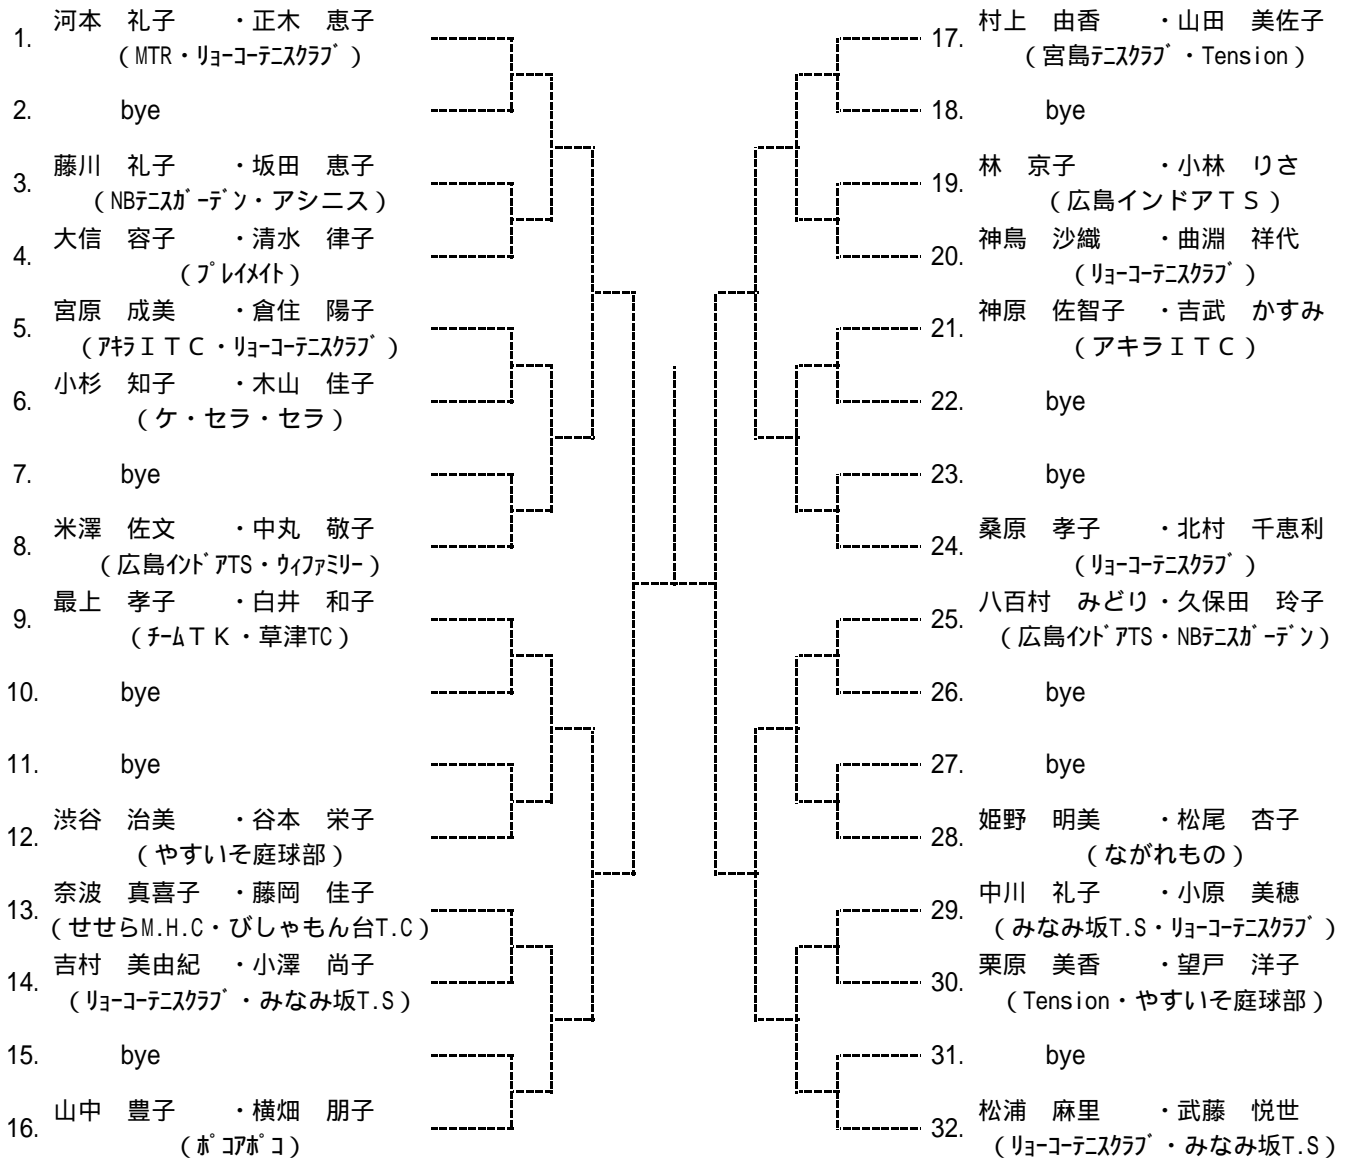 1. 河本 礼子 ・正木 恵子
(MTR・リョーコーテニスクラブ)
2. bye
3. 藤川 礼子 ・坂田 恵子
(NBテニスガーデン・アシニス)
4. 大信 容子 ・清水 律子
(プレイメイト)
5. 宮原 成美 ・倉住 陽子
(アキラITC・リョーコーテニスクラブ)
6. 小杉 知子 ・木山 佳子
(ケ・セラ・セラ)
7. bye
8. 米澤 佐文 ・中丸 敬子
(広島インドアTS・ウィファミリー)
9. 最上 孝子 ・白井 和子
(チームTK・草津TC)
10. bye
11. bye
12. 渋谷 治美 ・谷本 栄子
(やすいそ庭球部)
13. 奈波 真喜子 ・藤岡 佳子
(せせらM.H.C・びしゃもん台T.C)
14. 吉村 美由紀 ・小澤 尚子
(リョーコーテニスクラブ・みなみ坂T.S)
15. bye
16. 山中 豊子 ・横畑 朋子
(ポコアポコ)
17. 村上 由香 ・山田 美佐子
(宮島テニスクラブ・Tension)
18. bye
19. 林 京子 ・小林 りさ
(広島インドアTS)
20. 神鳥 沙織 ・曲淵 祥代
(リョーコーテニスクラブ)
21. 神原 佐智子 ・吉武 かすみ
(アキラITC)
22. bye
23. bye
24. 桑原 孝子 ・北村 千恵利
(リョーコーテニスクラブ)
25. 八百村 みどり・久保田 玲子
(広島インドアTS・NBテニスガーデン)
26. bye
27. bye
28. 姫野 明美 ・松尾 杏子
(ながれもの)
29. 中川 礼子 ・小原 美穂
(みなみ坂T.S・リョーコーテニスクラブ)
30. 栗原 美香 ・望戸 洋子
(Tension・やすいそ庭球部)
31. bye
32. 松浦 麻里 ・武藤 悦世
(リョーコーテニスクラブ・みなみ坂T.S)